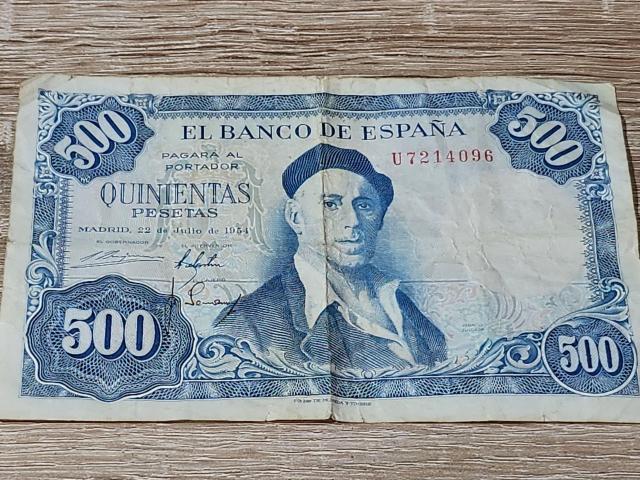 500
500
EL BANCO DE ESPAÑA
PAGARA AL
PORTADOR
U7214096
QUINIENTAS
PESETAS
MADRID, 22 de Julio de 1954
EL GOBERNADOR
EL INTERVENTOR
500
500